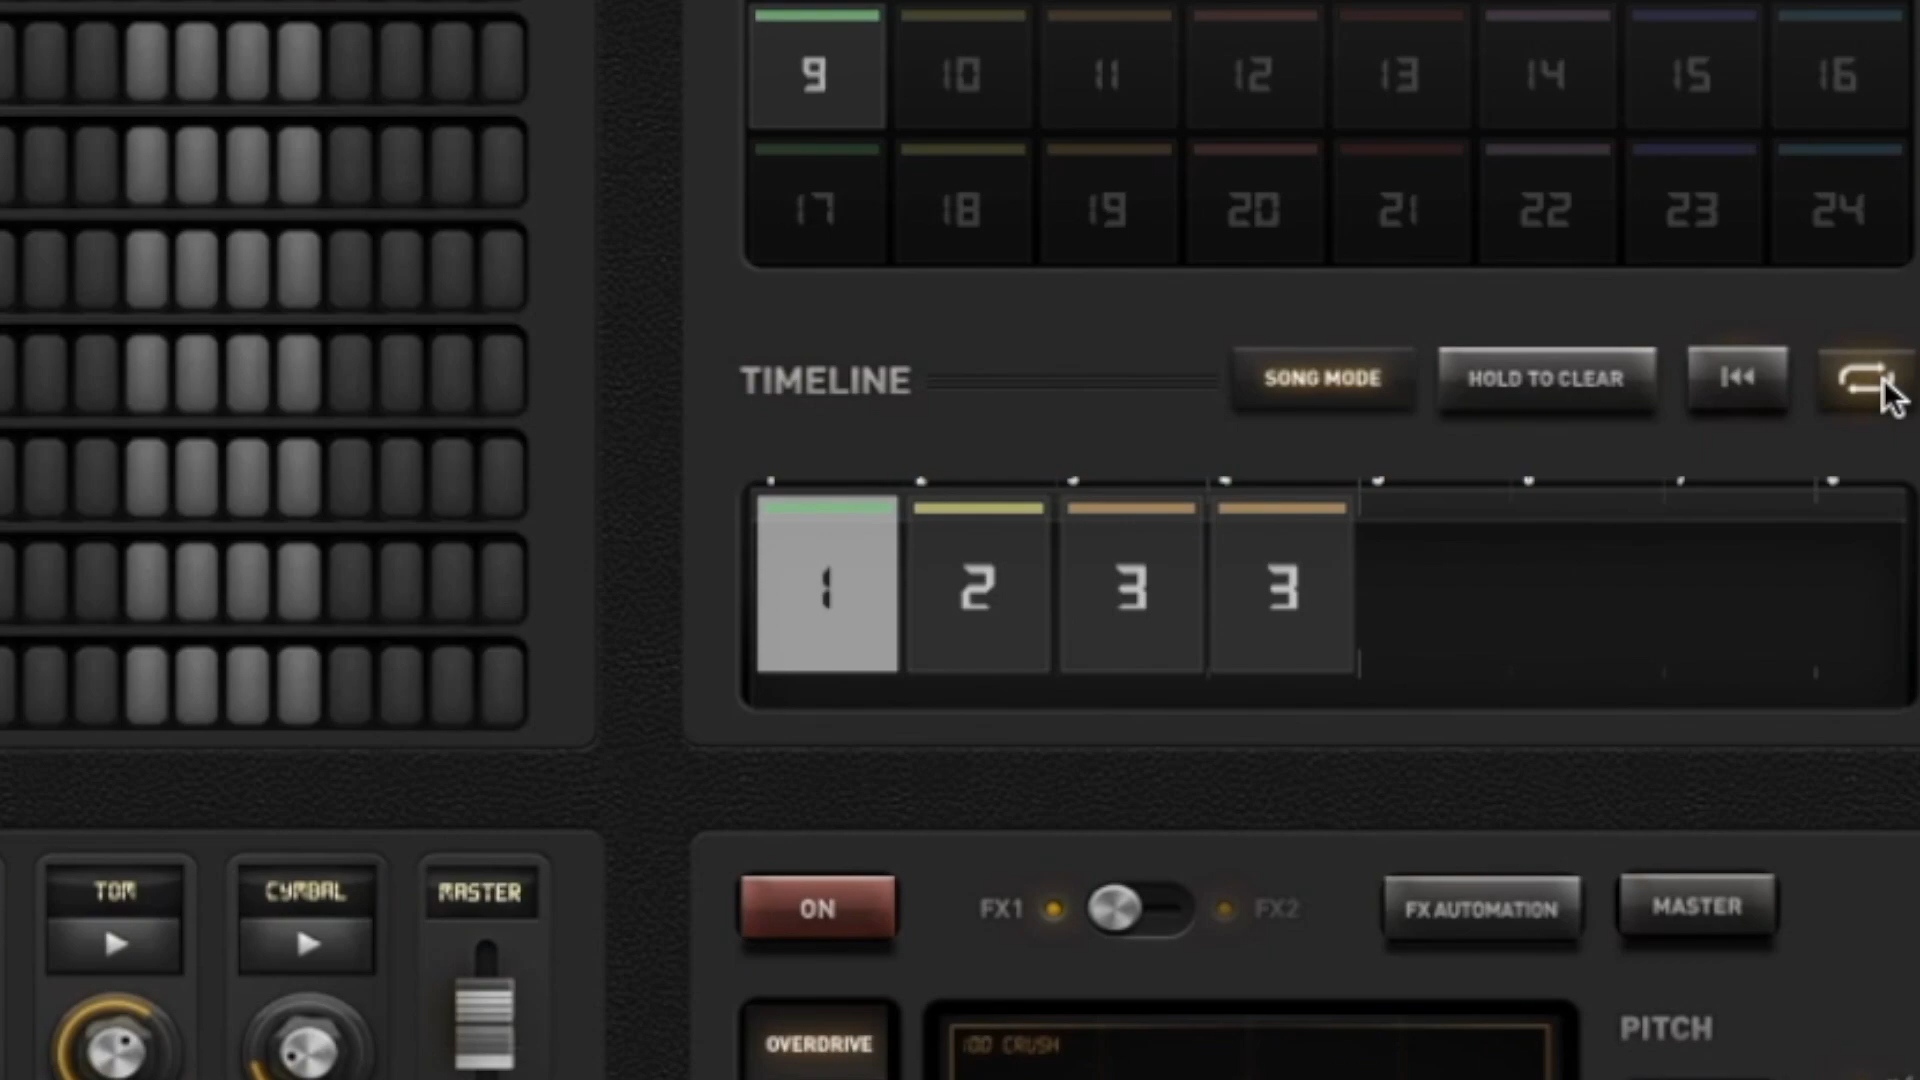 9 10 11 12 13 14 15 16
17 18 19 20 21 22 23 24
TIMELINE SONG MODE HOLD TO CLEAR
1 2 3 3
TOM CYMBAL MASTER
ON FX1 FX2 FX AUTOMATION MASTER
OVERDRIVE
CRUSH
PITCH